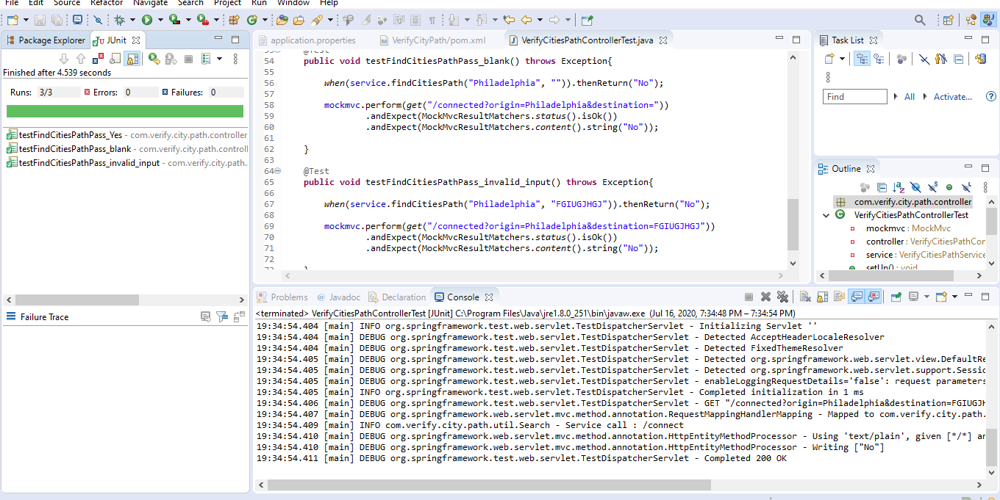 File Edit Source Refactor Navigate Search Project Run Window Help
Package Explorer JUnit
Finished after 4.539 seconds
Runs: 3/3 Errors: 0 Failures: 0
testFindCitiesPathPass_Yes - com.verify.city.path.controller
testFindCitiesPathPass_blank - com.verify.city.path.controll
testFindCitiesPathPass_invalid_input - com.verify.city.path.
Failure Trace
application.properties VerifyCityPath/pom.xml VerifyCitiesPathControllerTest.java
53 @Test
54 public void testFindCitiesPathPass_blank() throws Exception{
55
56 when(service.findCitiesPath("Philadelphia", "")).thenReturn("No");
57
58 mockmvc.perform(get("/connected?origin=Philadelphia&destination="))
59 .andExpect(MockMvcResultMatchers.status().isOk())
60 .andExpect(MockMvcResultMatchers.content().string("No"));
61
62 }
63
64 @Test
65 public void testFindCitiesPathPass_invalid_input() throws Exception{
66
67 when(service.findCitiesPath("Philadelphia", "FGIUGJHGJ")).thenReturn("No");
68
69 mockmvc.perform(get("/connected?origin=Philadelphia&destination=FGIUGJHGJ"))
70 .andExpect(MockMvcResultMatchers.status().isOk())
71 .andExpect(MockMvcResultMatchers.content().string("No"));
72
73 }
Task List
Find All Activate...
Outline
com.verify.city.path.controller
VerifyCitiesPathControllerTest
mockmvc : MockMvc
controller : VerifyCitiesPathCor
service : VerifyCitiesPathService
setUp() : void
Problems @ Javadoc Declaration Console
<terminated> VerifyCitiesPathControllerTest [JUnit] C:\Program Files\Java\jre1.8.0_251\bin\javaw.exe (Jul 16, 2020, 7:34:48 PM – 7:34:54 PM)
19:34:54.404 [main] INFO org.springframework.test.web.servlet.TestDispatcherServlet - Initializing Servlet ''
19:34:54.404 [main] DEBUG org.springframework.test.web.servlet.TestDispatcherServlet - Detected AcceptHeaderLocaleResolver
19:34:54.404 [main] DEBUG org.springframework.test.web.servlet.TestDispatcherServlet - Detected FixedThemeResolver
19:34:54.405 [main] DEBUG org.springframework.test.web.servlet.TestDispatcherServlet - Detected org.springframework.web.servlet.view.DefaultRe
19:34:54.405 [main] DEBUG org.springframework.test.web.servlet.TestDispatcherServlet - Detected org.springframework.web.servlet.support.Sessio
19:34:54.405 [main] DEBUG org.springframework.test.web.servlet.TestDispatcherServlet - enableLoggingRequestDetails='false': request parameters
19:34:54.405 [main] INFO org.springframework.test.web.servlet.TestDispatcherServlet - Completed initialization in 1 ms
19:34:54.406 [main] DEBUG org.springframework.test.web.servlet.TestDispatcherServlet - GET "/connected?origin=Philadelphia&destination=FGIUGJH
19:34:54.407 [main] DEBUG org.springframework.web.servlet.mvc.method.annotation.RequestMappingHandlerMapping - Mapped to com.verify.city.path.
19:34:54.409 [main] INFO com.verify.city.path.util.Search - Service call : /connect
19:34:54.410 [main] DEBUG org.springframework.web.servlet.mvc.method.annotation.HttpEntityMethodProcessor - Using 'text/plain', given [*/*] an
19:34:54.410 [main] DEBUG org.springframework.web.servlet.mvc.method.annotation.HttpEntityMethodProcessor - Writing ["No"]
19:34:54.411 [main] DEBUG org.springframework.test.web.servlet.TestDispatcherServlet - Completed 200 OK